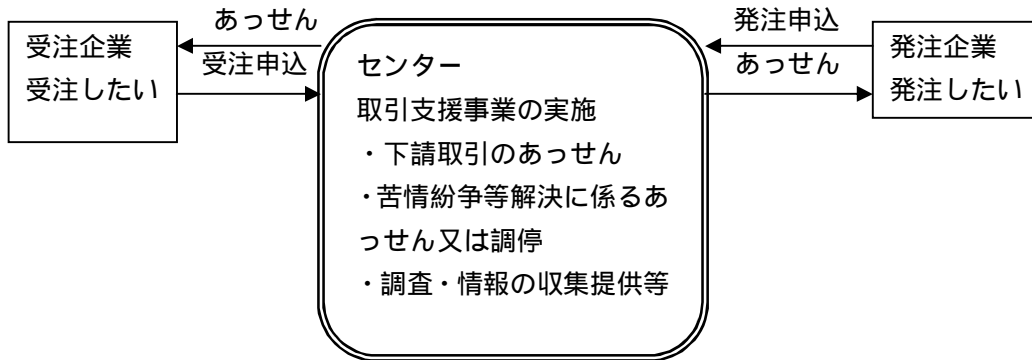 受注企業
受注したい
あっせん
受注申込
センター
取引支援事業の実施
・下請取引のあっせん
・苦情紛争等解決に係るあ
っせん又は調停
・調査・情報の収集提供等
発注申込
あっせん
発注企業
発注したい